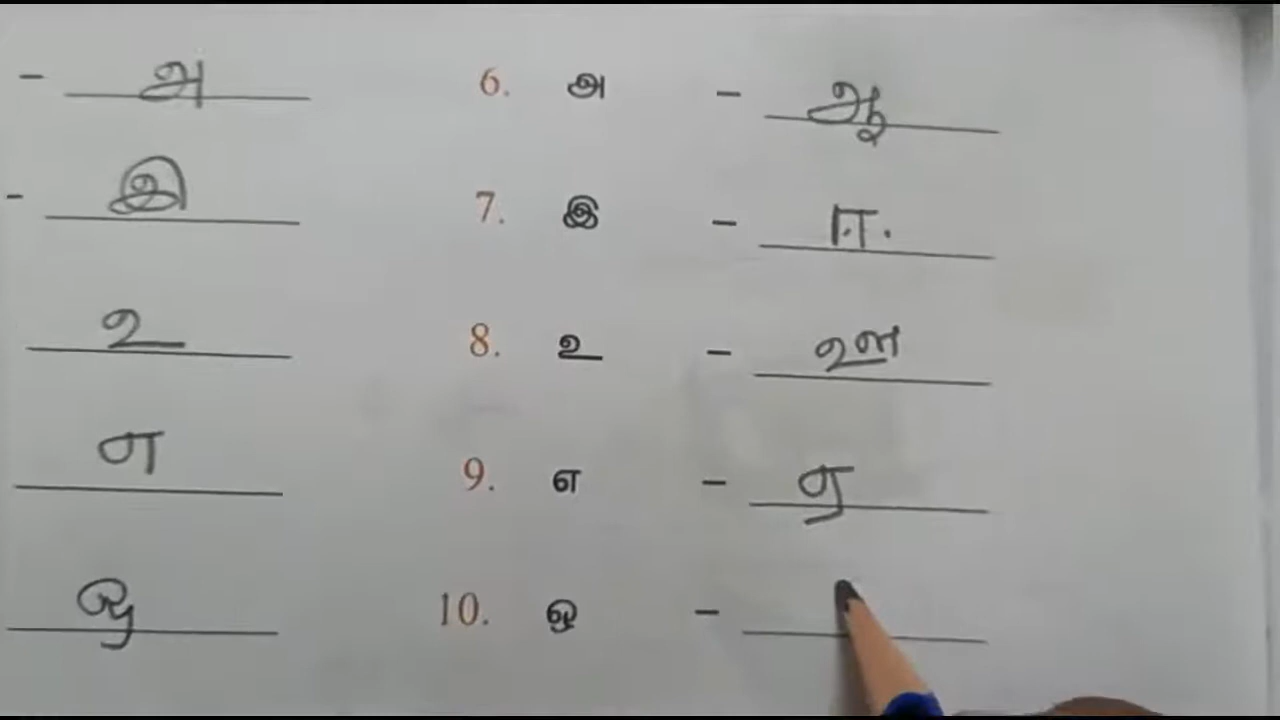 - அ 6. அ - ஆ
- இ 7. இ - ஈ
உ 8. உ - ஊ
எ 9. எ - ஏ
ஒ 10. ஒ -